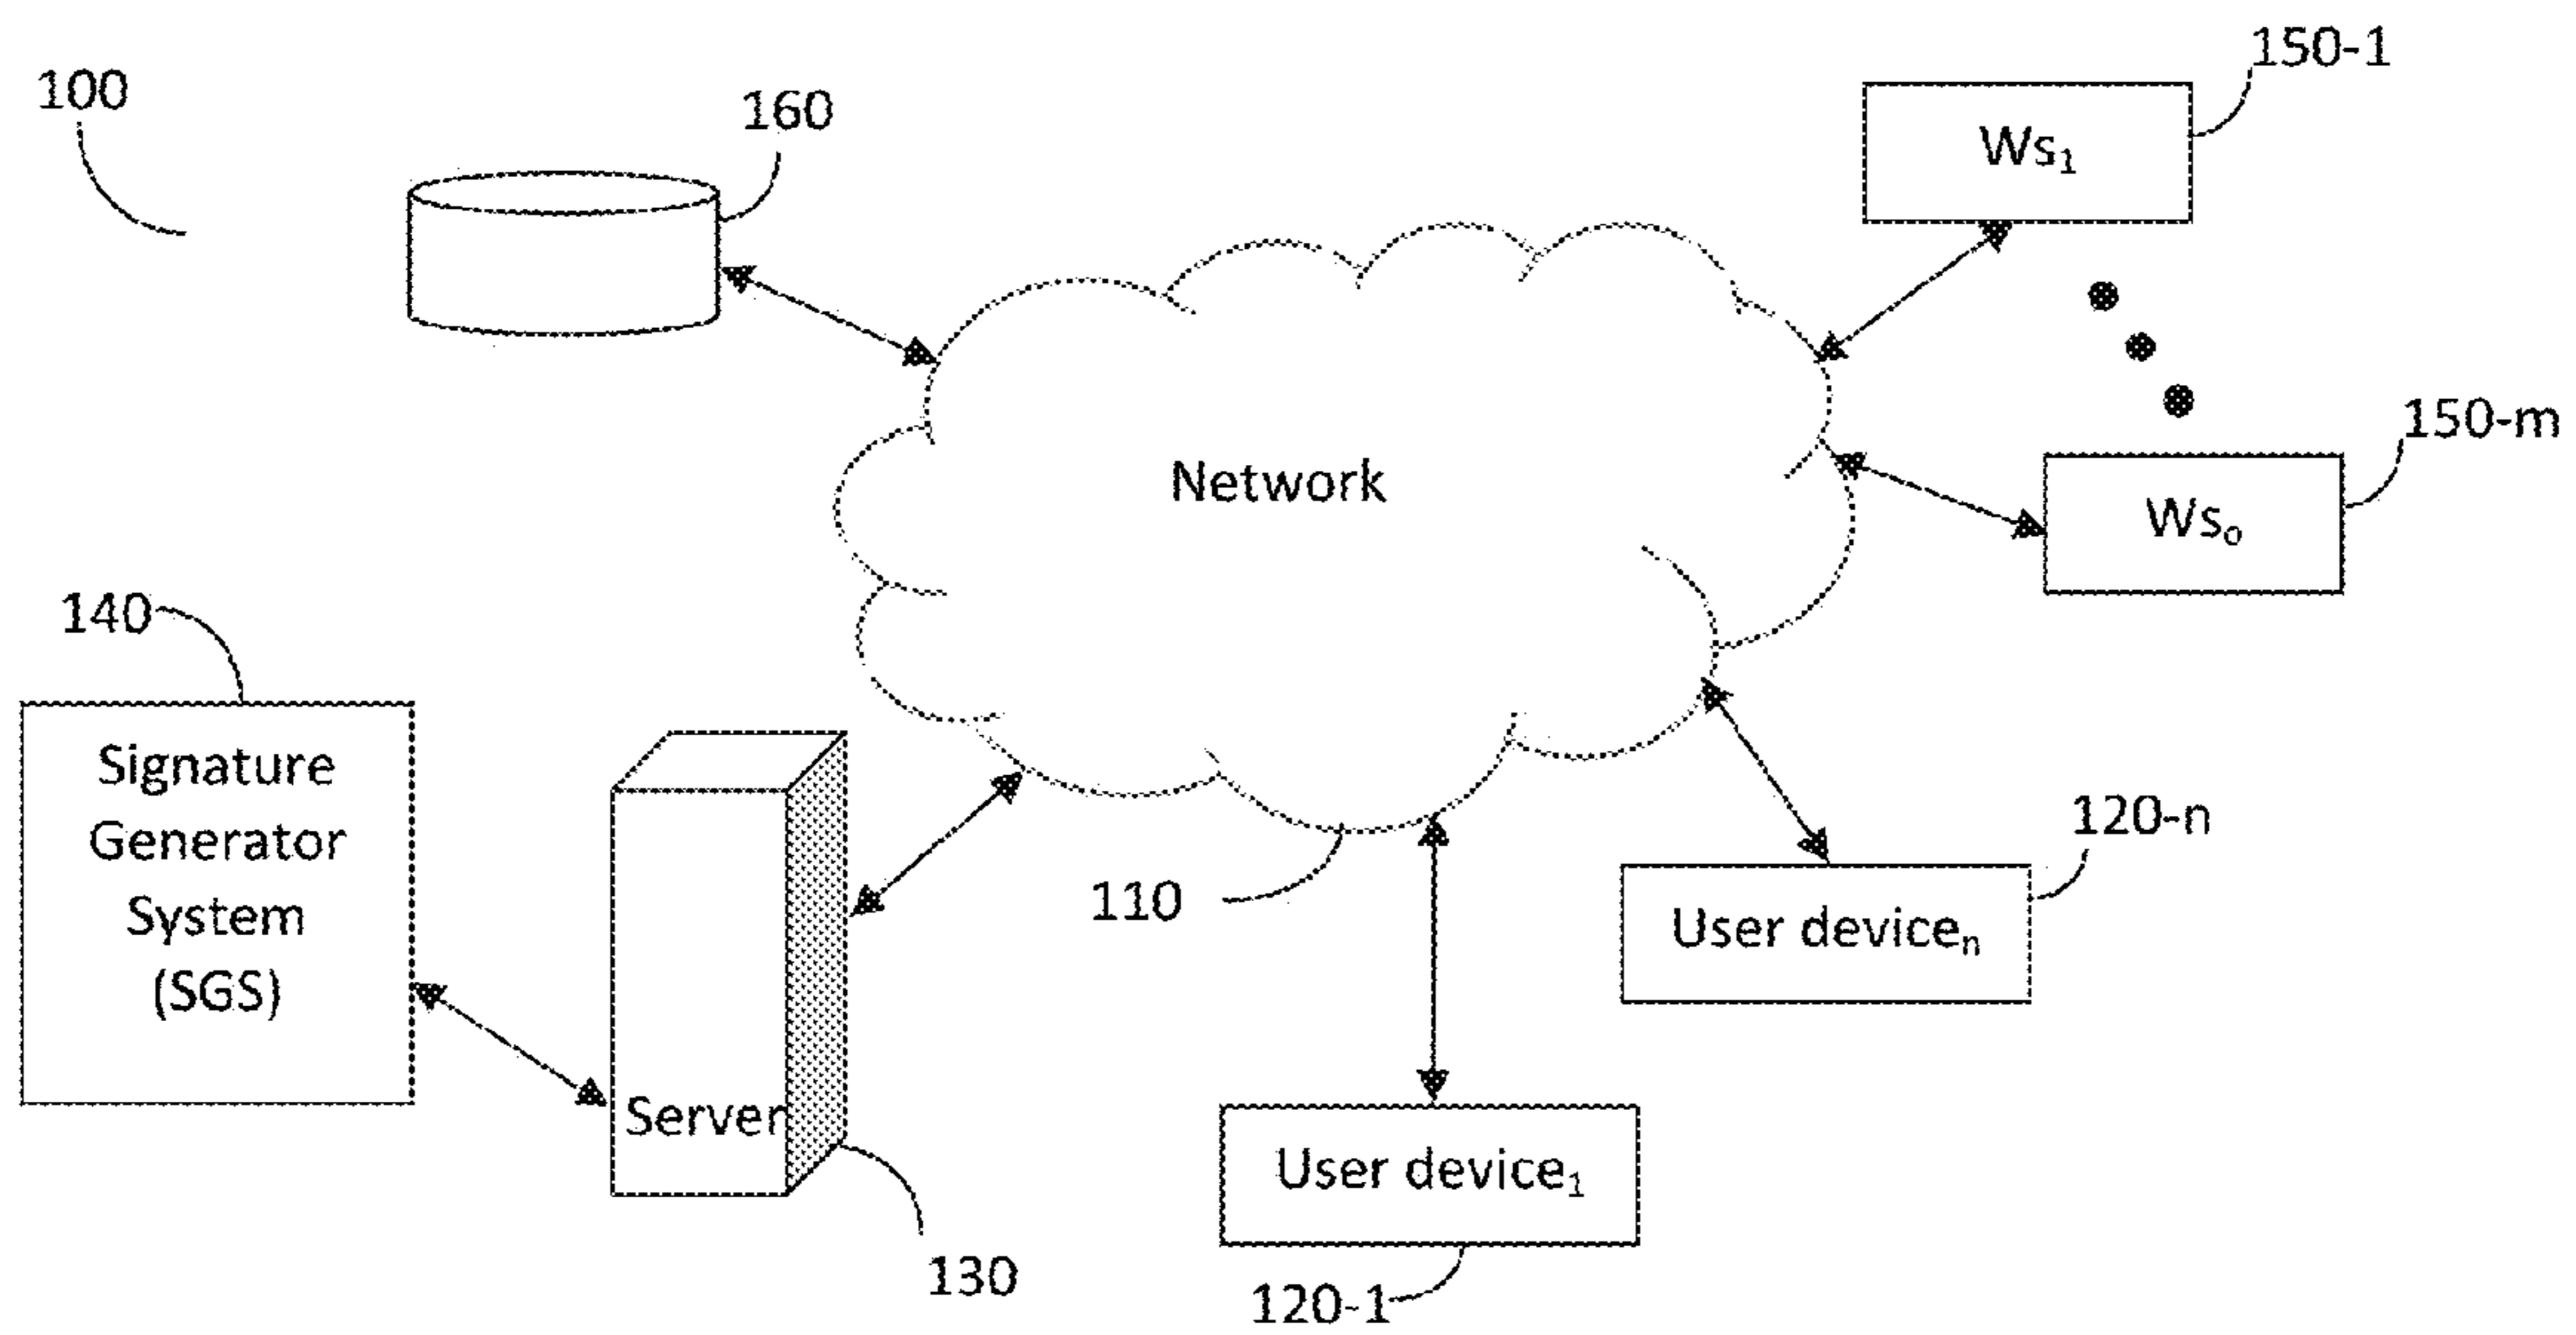 150-1
100
160
Ws₁
150-m
Network
Wsₒ
140
Signature
Generator
System
(SGS)
120-n
110
User deviceₙ
Server
User device₁
130
120-1